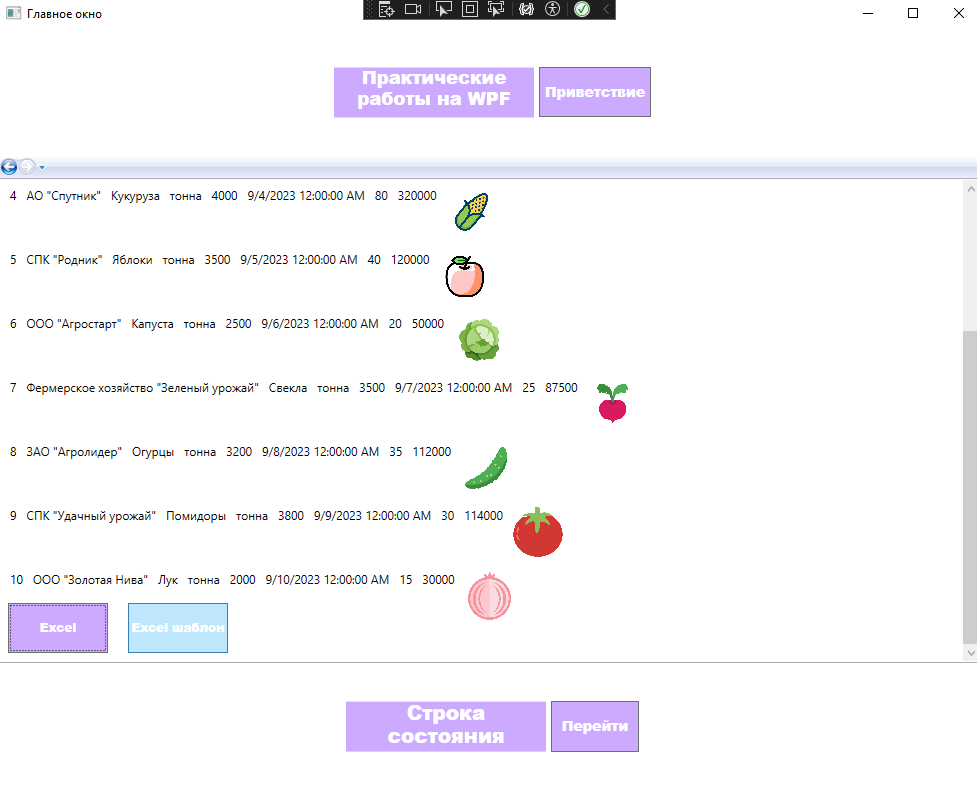 Главное окно
Практические
работы на WPF
Приветствие
4 АО "Спутник" Кукуруза тонна 4000 9/4/2023 12:00:00 AM 80 320000
5 СПК "Родник" Яблоки тонна 3500 9/5/2023 12:00:00 AM 40 120000
6 ООО "Агростарт" Капуста тонна 2500 9/6/2023 12:00:00 AM 20 50000
7 Фермерское хозяйство "Зеленый урожай" Свекла тонна 3500 9/7/2023 12:00:00 AM 25 87500
8 ЗАО "Агролидер" Огурцы тонна 3200 9/8/2023 12:00:00 AM 35 112000
9 СПК "Удачный урожай" Помидоры тонна 3800 9/9/2023 12:00:00 AM 30 114000
10 ООО "Золотая Нива" Лук тонна 2000 9/10/2023 12:00:00 AM 15 30000
Excel
Excel шаблон
Строка
состояния
Перейти